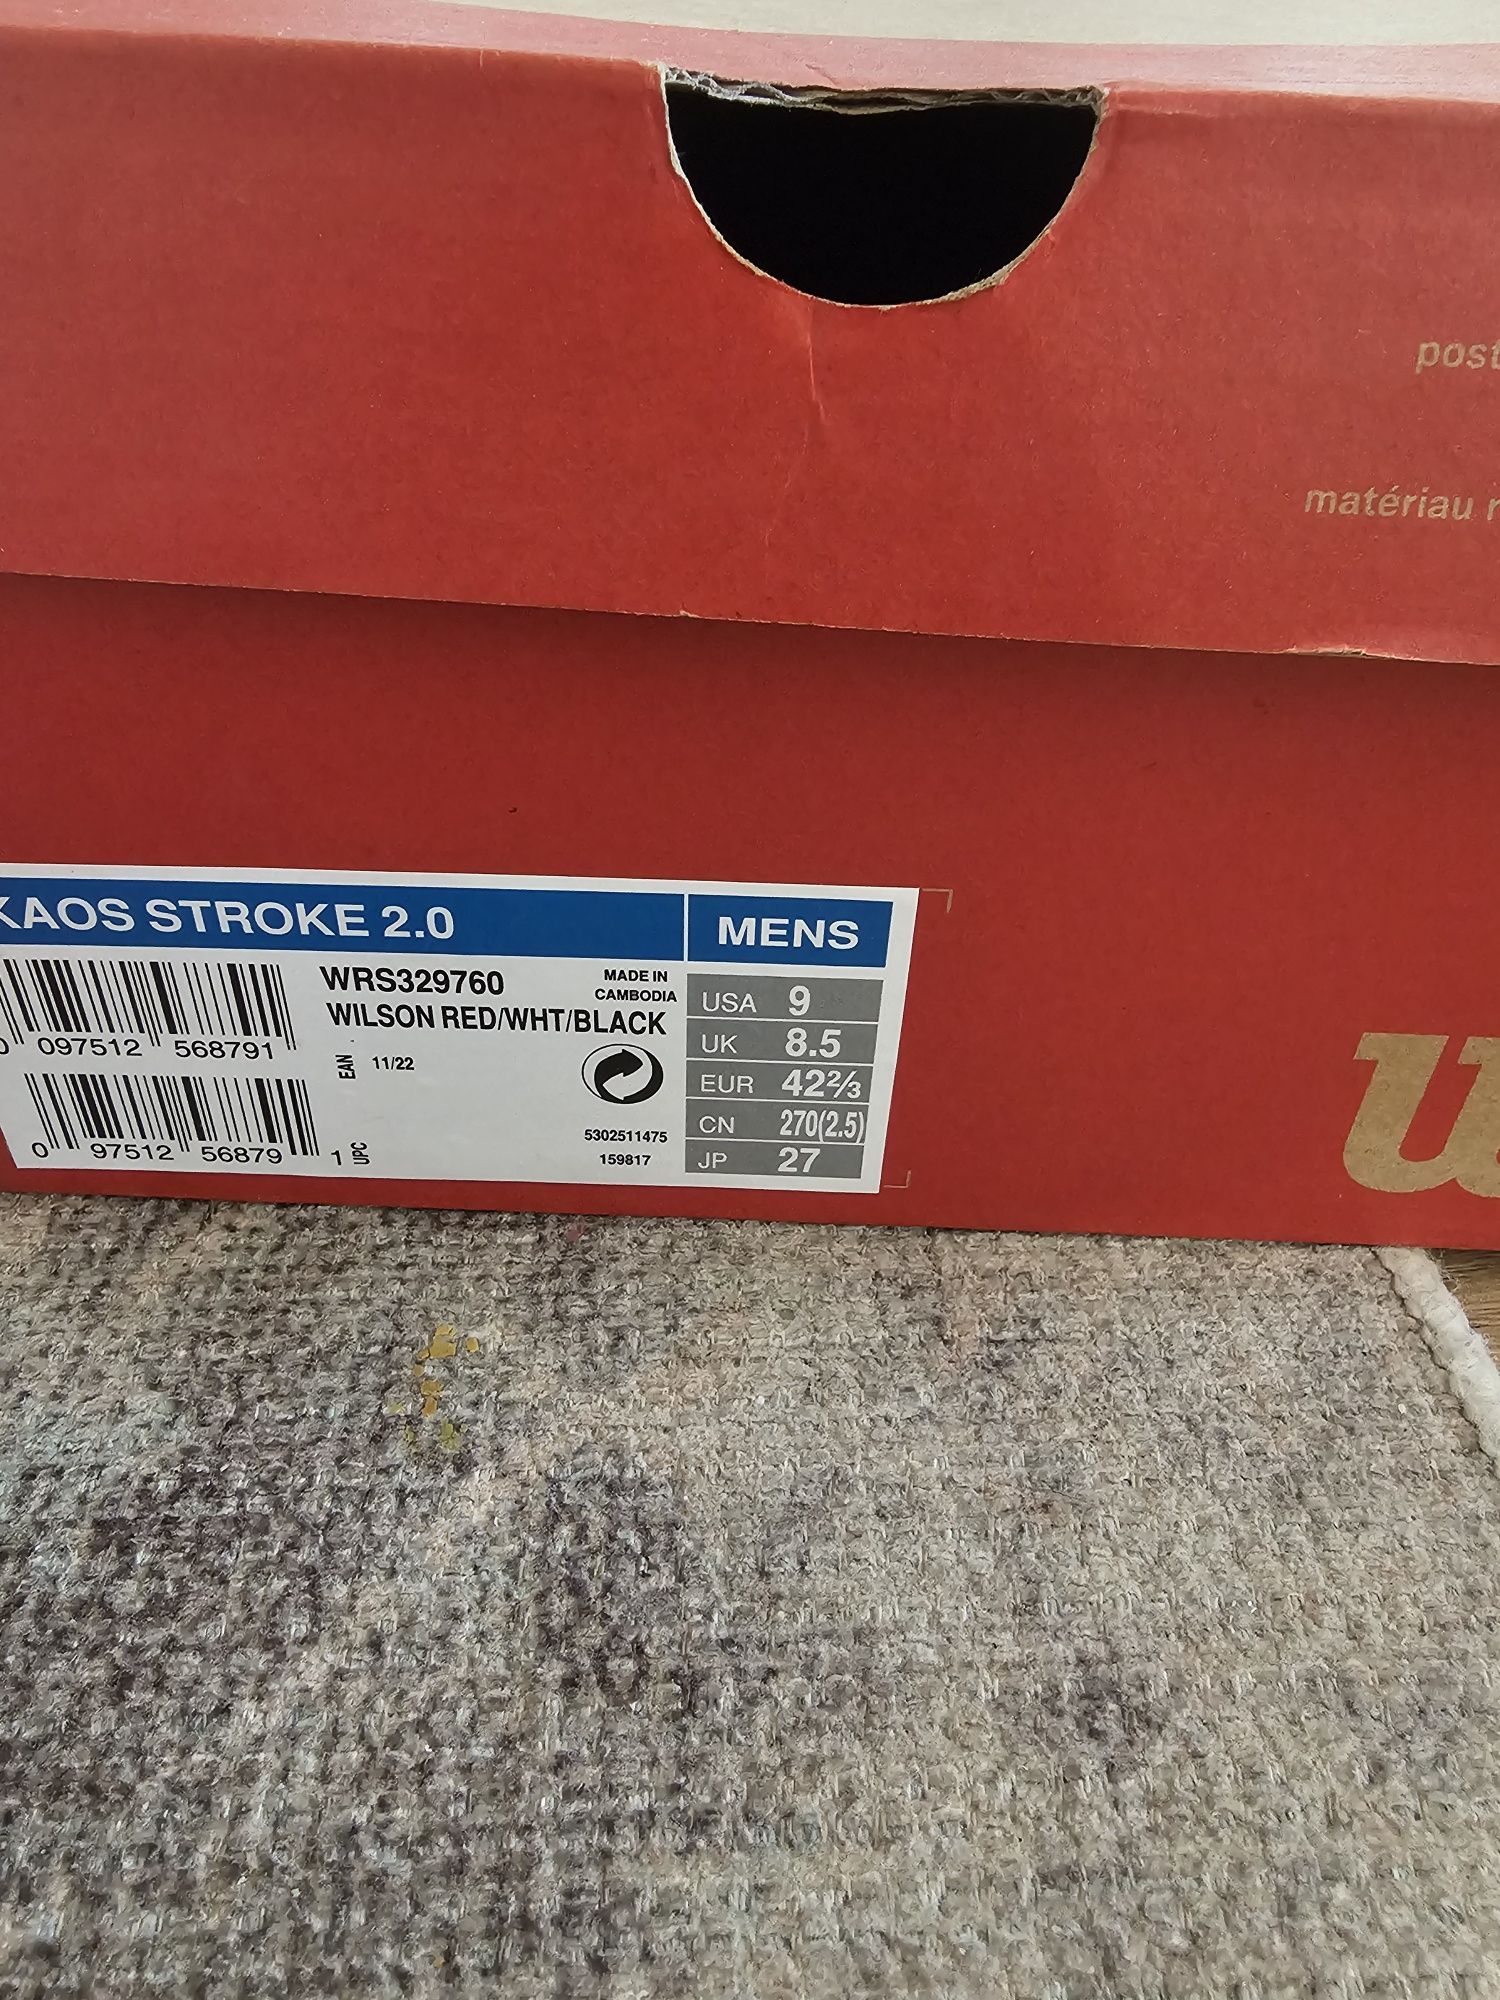 matériau
KAOS STROKE 2.0
MENS
WRS329760
MADE IN
CAMBODIA
WILSON RED/WHT/BLACK
EAN
11/22
0 097512 568791
0 97512 56879 1
UPC
5302511475
159817
USA 9
UK 8.5
EUR 42⅔
CN 270(2.5)
JP 27